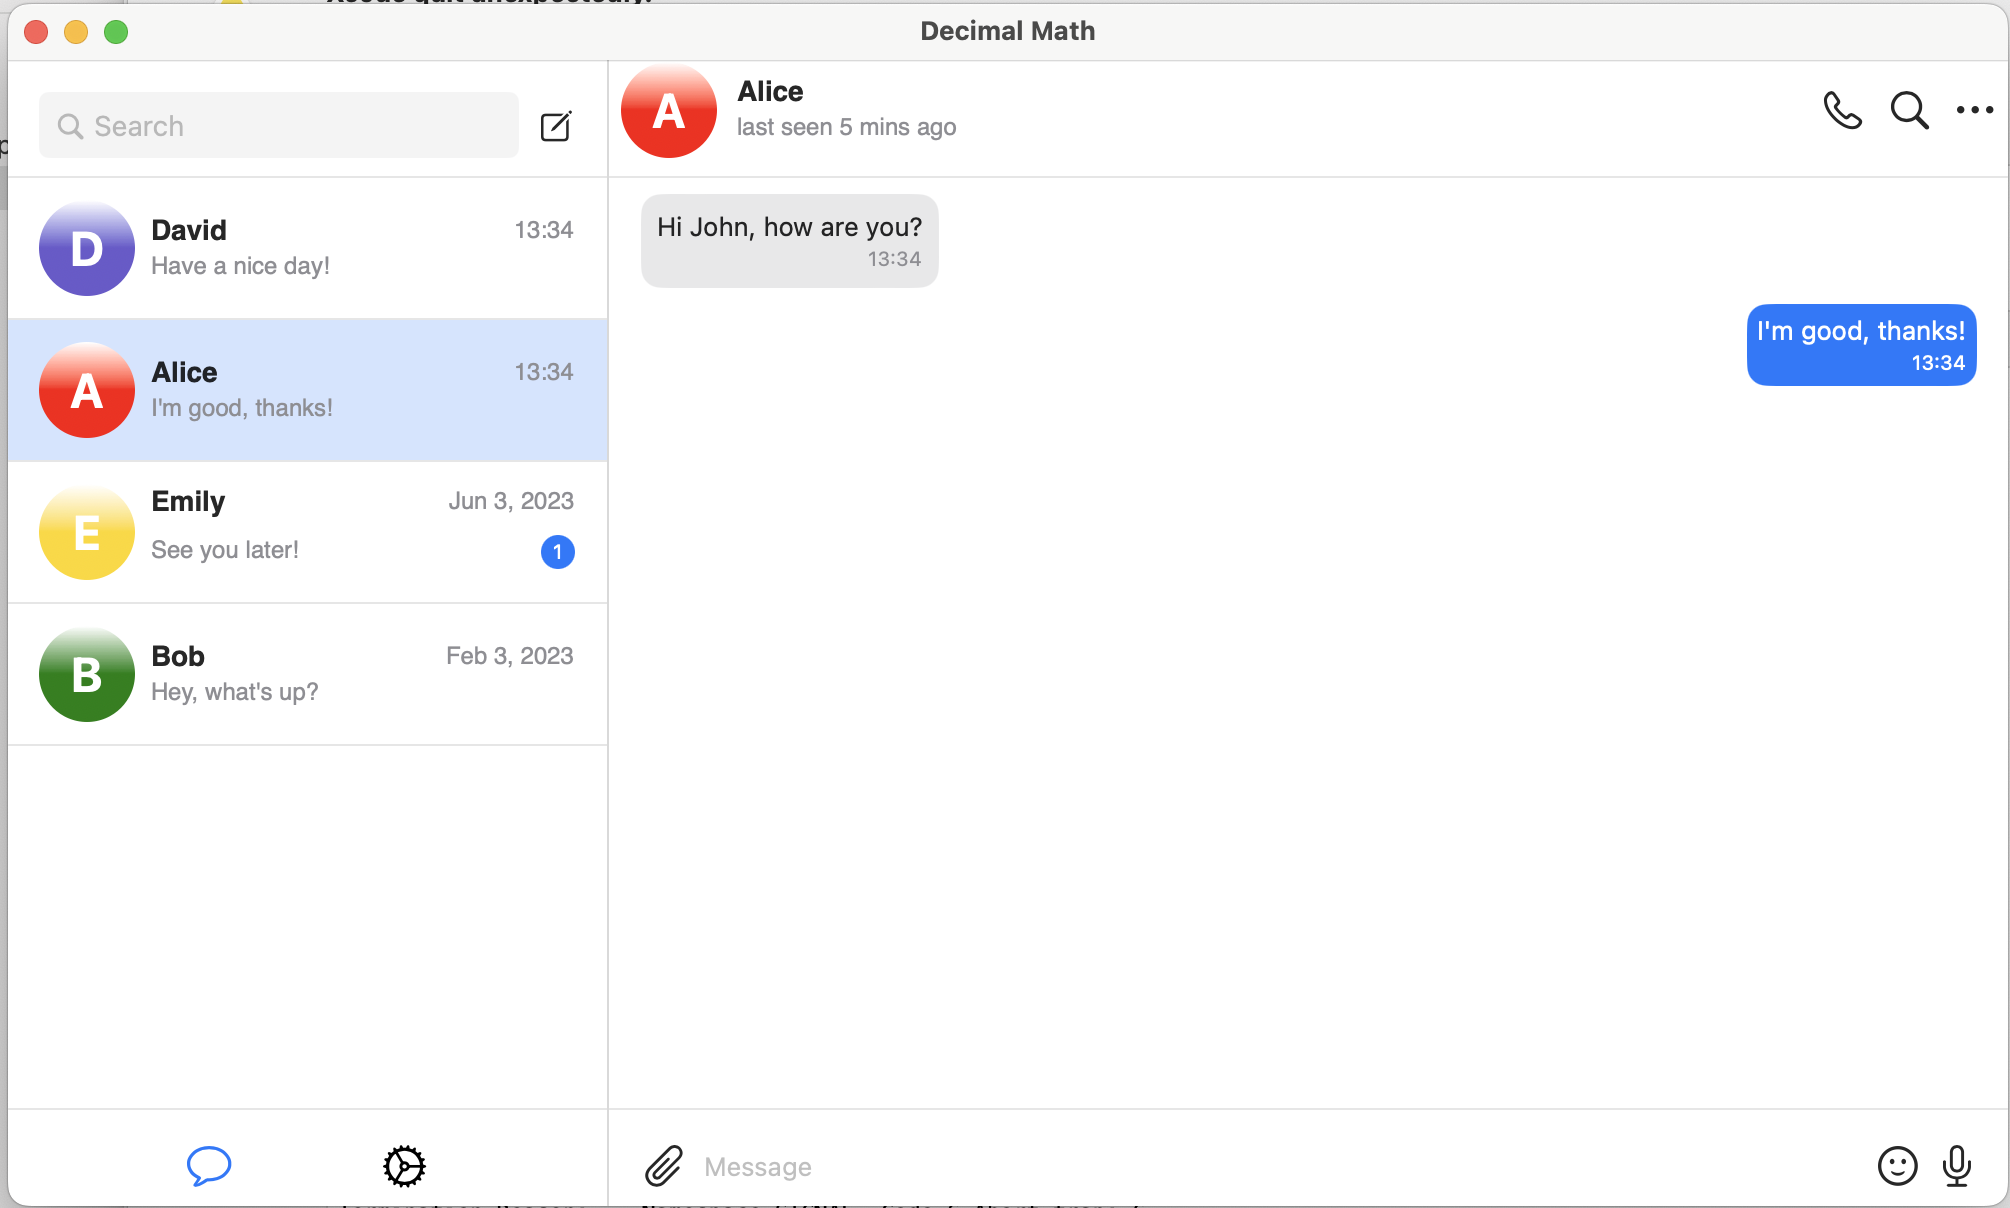 Decimal Math
Search
D
David
13:34
Have a nice day!
A
Alice
13:34
I'm good, thanks!
E
Emily
Jun 3, 2023
See you later!
1
B
Bob
Feb 3, 2023
Hey, what's up?
A
Alice
last seen 5 mins ago
Hi John, how are you?
13:34
I'm good, thanks!
13:34
Message